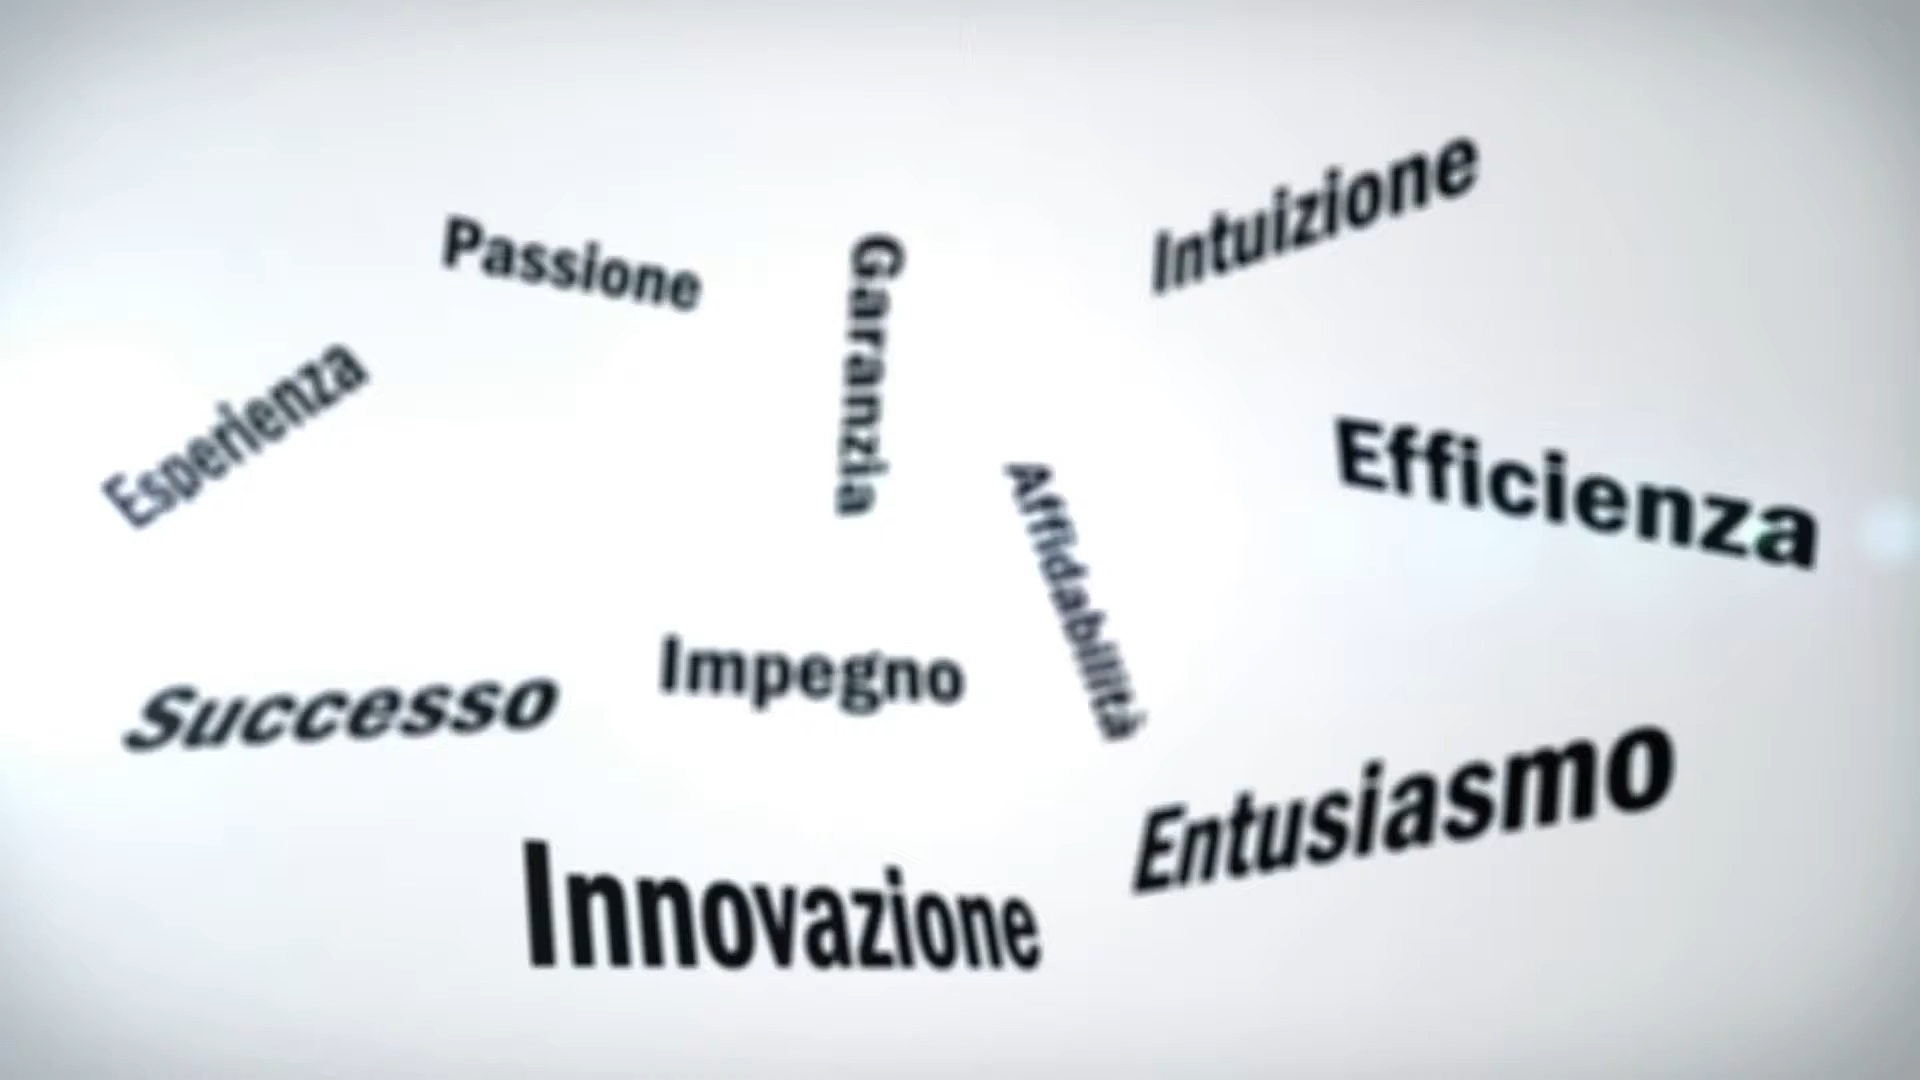 Intuizione
Passione
Garanzia
Esperienza
Efficienza
Affidabilità
Impegno
Successo
Entusiasmo
Innovazione